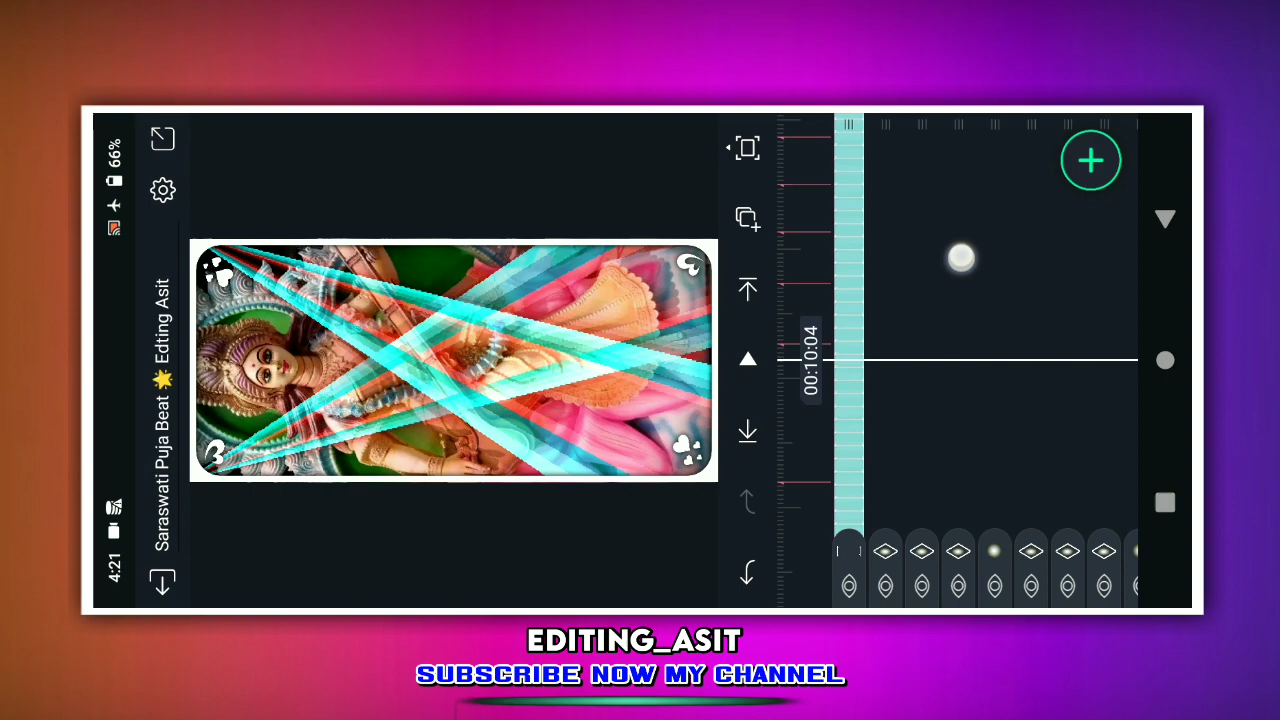 4:21
66%
Saraswati Puja Beat 🌟 Edting Asit
00:10:04
EDITING_ASIT
SUBSCRIBE NOW MY CHANNEL